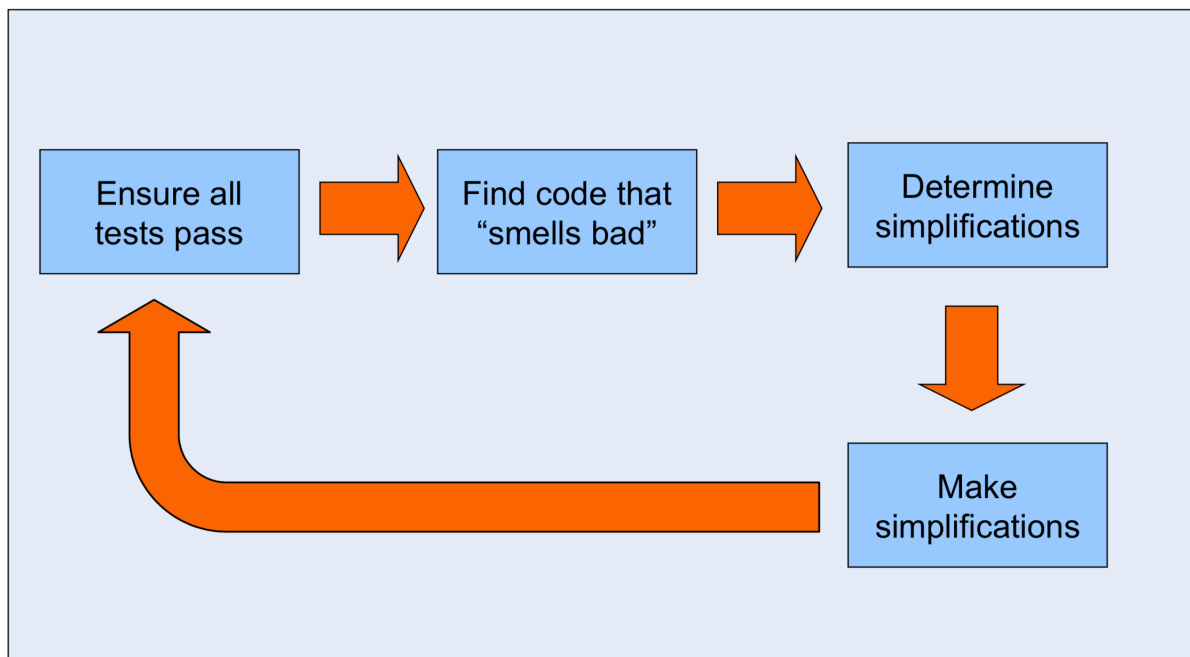 Ensure all
tests pass
Find code that
“smells bad”
Determine
simplifications
Make
simplifications